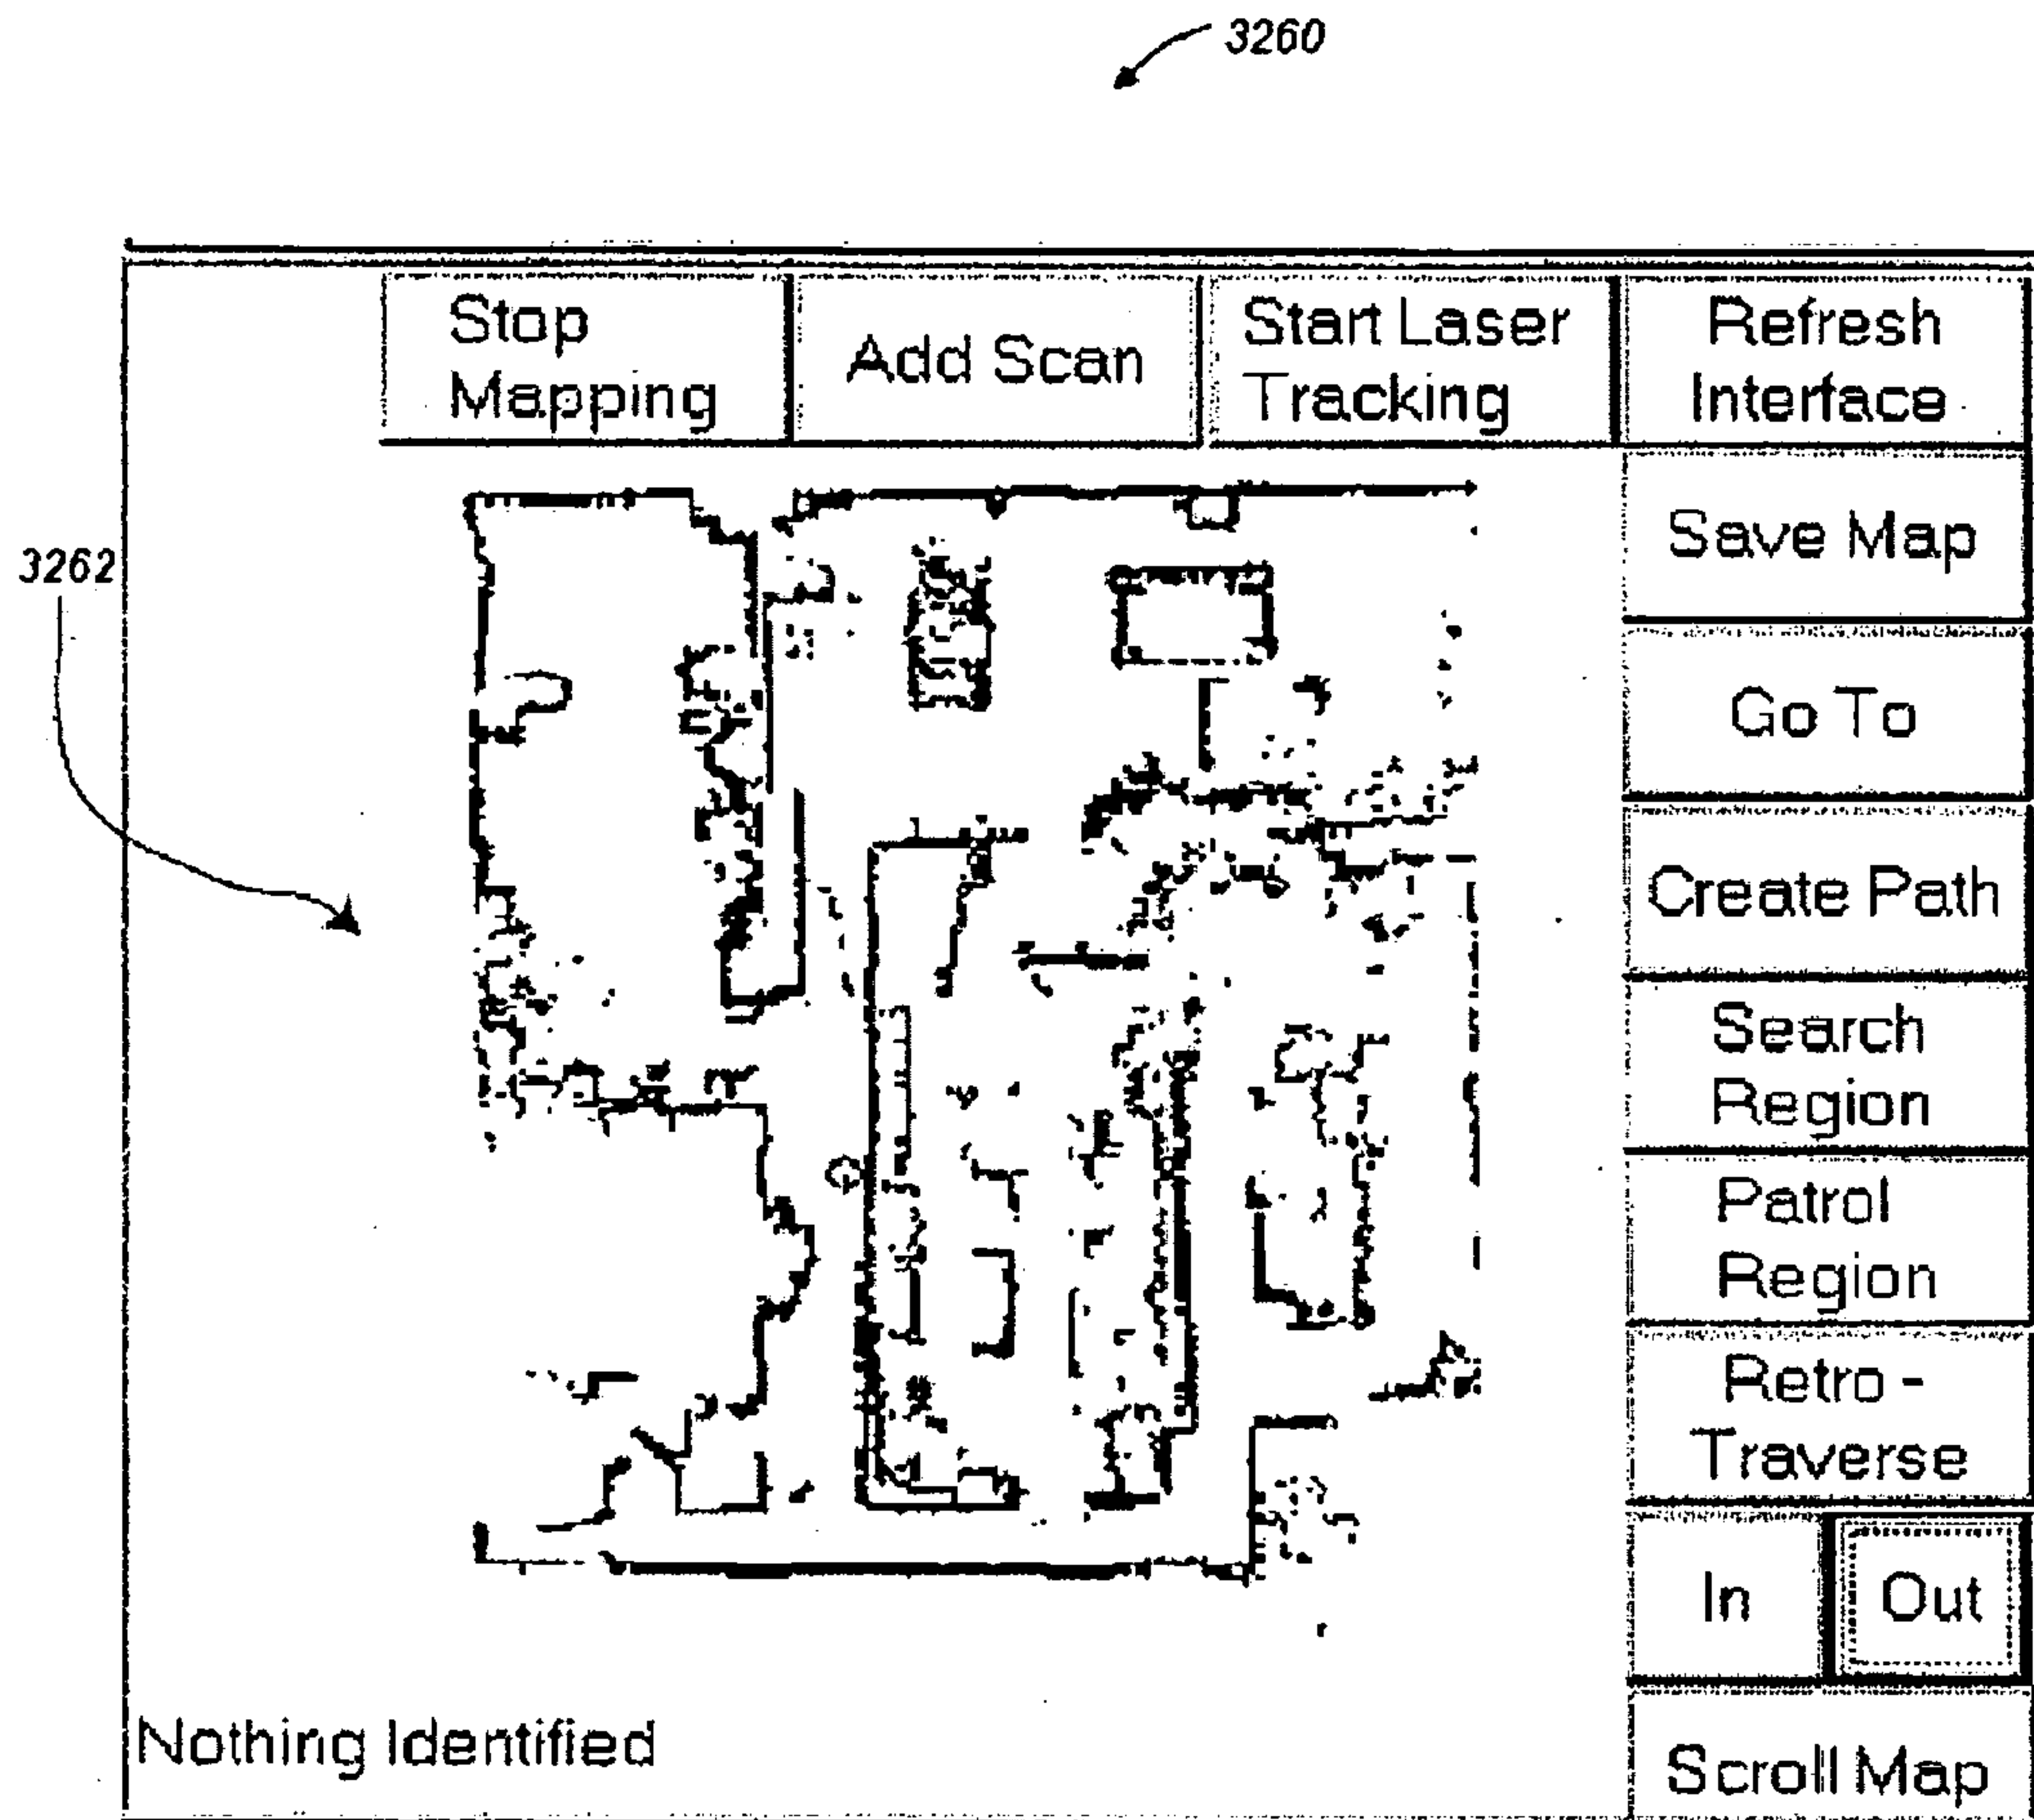 3260
Stop
Mapping
Add Scan
Start Laser
Tracking
Refresh
Interface
Save Map
3262
Go To
Create Path
Search
Region
Patrol
Region
Retro -
Traverse
In
Out
Nothing Identified
Scroll Map